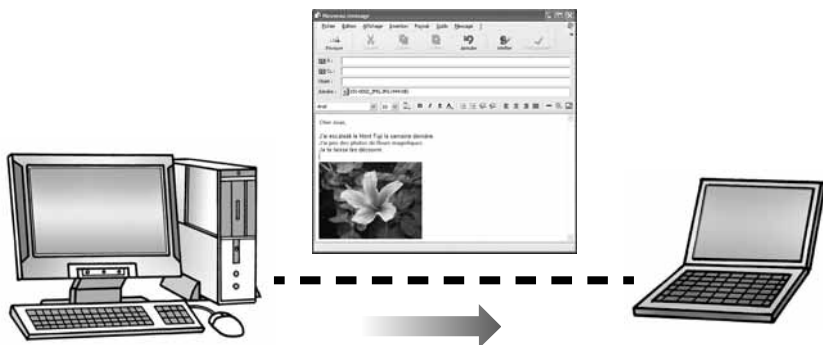 Nouveau message
Fichier Edition Affichage Insertion Format Outils Message ?
Envoyer Annuler Vérifier
À :
Cc :
Objet :
Joindre :
Arial 10
Cher Jean,
J'ai escaladé le Mont Fuji la semaine dernière
J'ai pris des photos de fleurs magnifiques
Je te laisse les découvrir